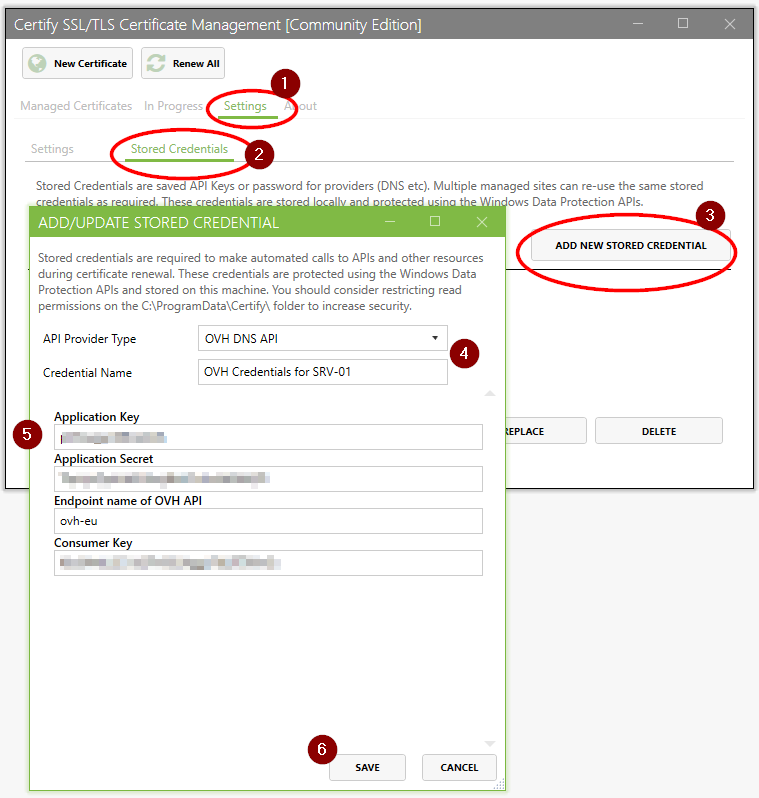 Certify SSL/TLS Certificate Management [Community Edition]
New Certificate
Renew All
1
Managed Certificates
In Progress
Settings
About
Settings
Stored Credentials
2
Stored Credentials are saved API Keys or password for providers (DNS etc). Multiple managed sites can re-use the same stored
credentials as required. These credentials are stored locally and protected using the Windows Data Protection APIs.
3
ADD NEW STORED CREDENTIAL
ADD/UPDATE STORED CREDENTIAL
Stored credentials are required to make automated calls to APIs and other resources
during certificate renewal. These credentials are protected using the Windows Data
Protection APIs and stored on this machine. You should consider restricting read
permissions on the C:\ProgramData\Certify\ folder to increase security.
API Provider Type
OVH DNS API
4
Credential Name
OVH Credentials for SRV-01
5
Application Key
Application Secret
Endpoint name of OVH API
ovh-eu
Consumer Key
REPLACE
DELETE
6
SAVE
CANCEL